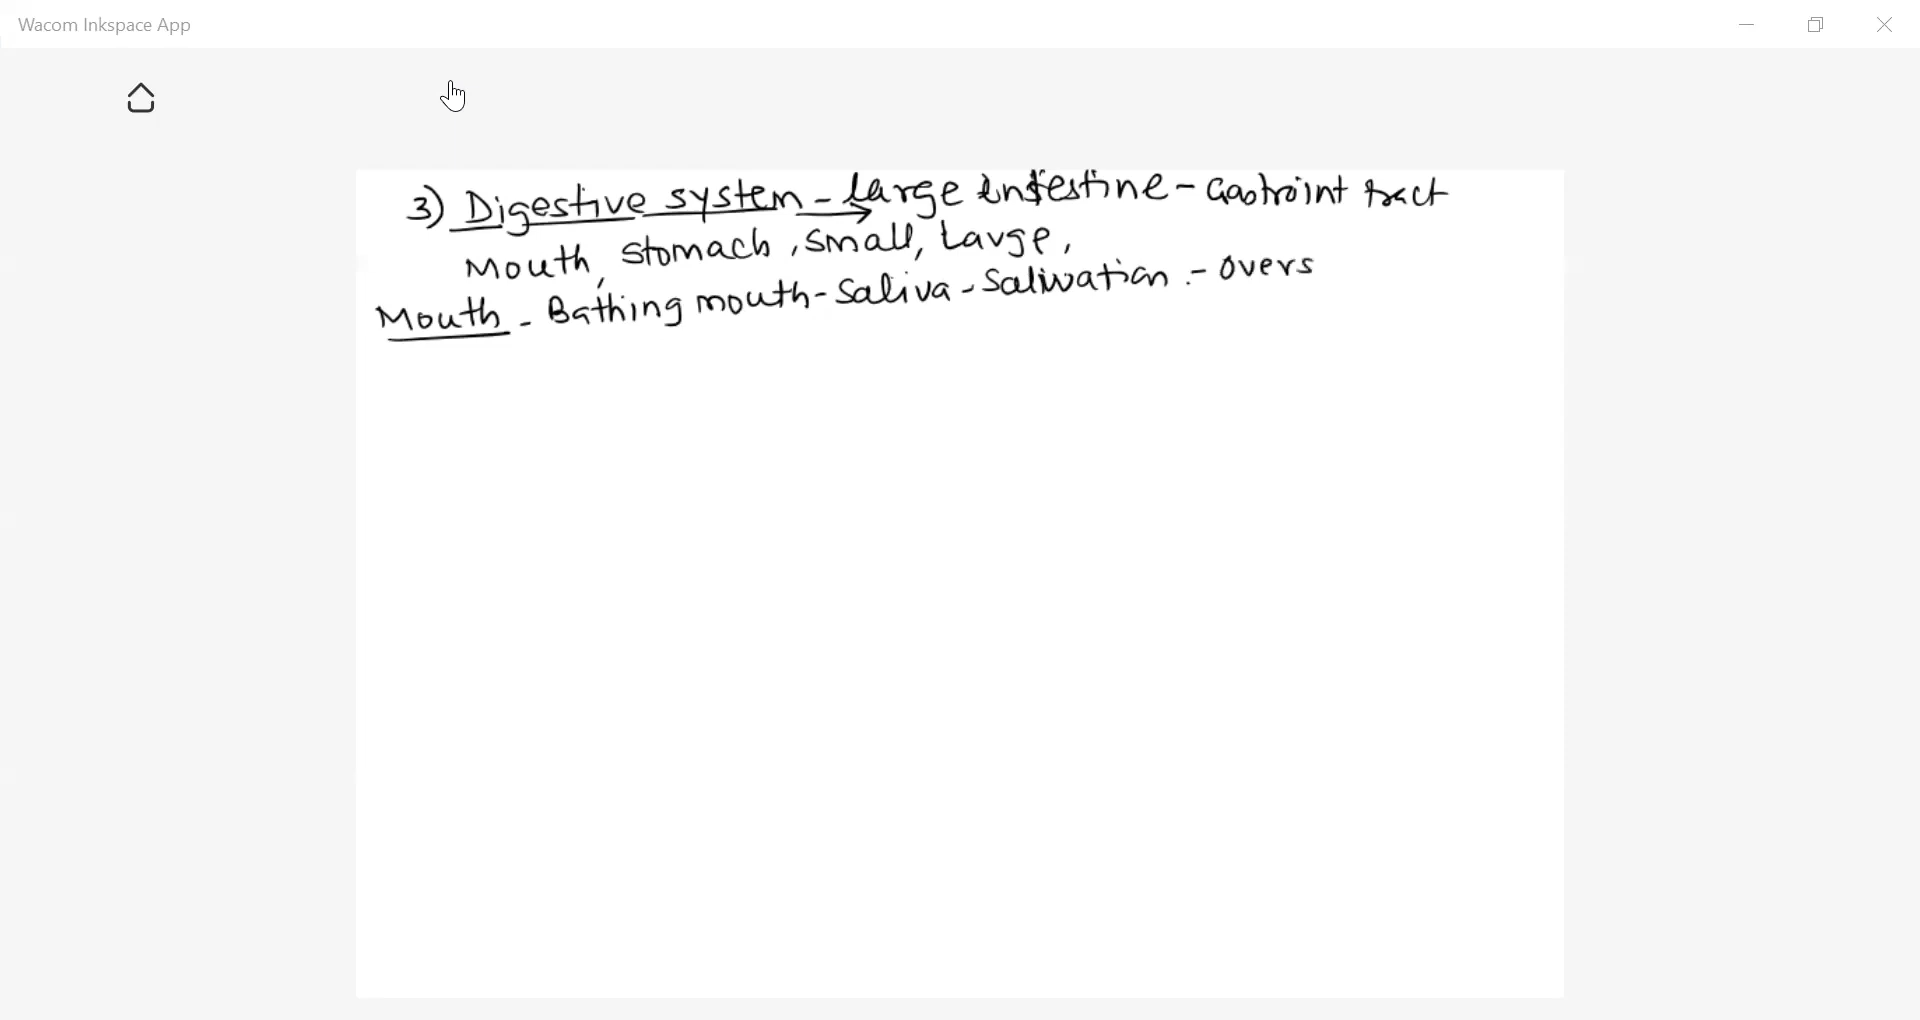 Wacom Inkspace App
3) Digestive system - large intestine - Gastroint tract
Mouth, stomach, small, Large,
Mouth - Bathing mouth - saliva - salivation - overs